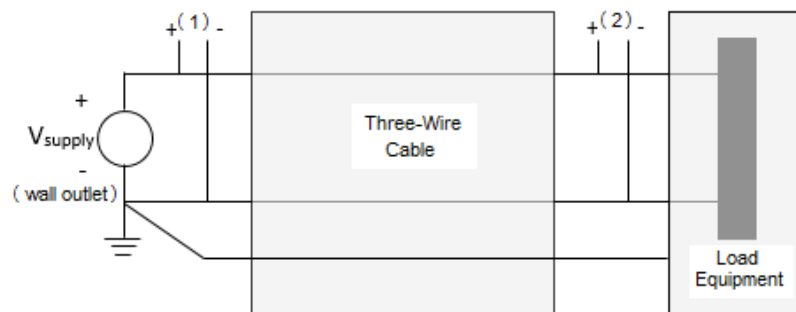 + (1) -
+ (2) -
+
Vsupply
-
( wall outlet)
Three-Wire
Cable
Load
Equipment